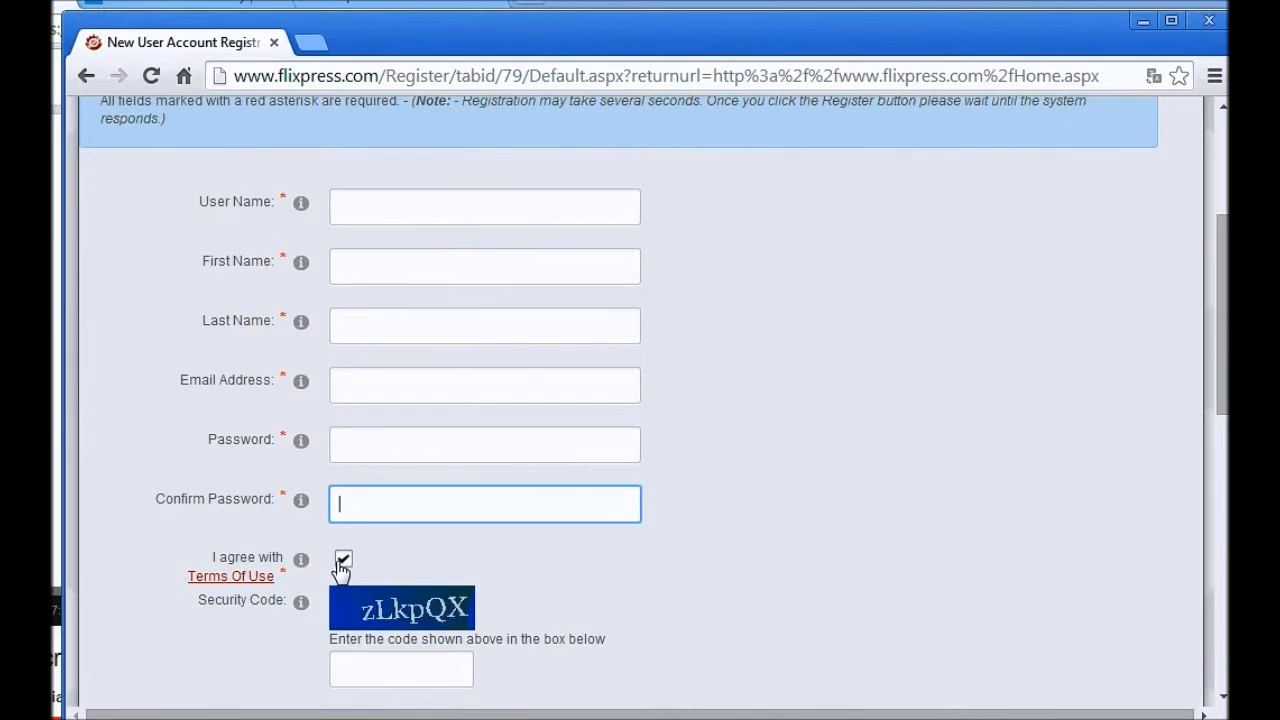 New User Account Registr
www.flixpress.com/Register/tabid/79/Default.aspx?returnurl=http%3a%2f%2fwww.flixpress.com%2fHome.aspx
All fields marked with a red asterisk are required. - (Note: - Registration may take several seconds. Once you click the Register button please wait until the system
responds.)
User Name: *
First Name: *
Last Name: *
Email Address: *
Password: *
Confirm Password: *
I agree with
Terms Of Use *
Security Code:
zLkpQX
Enter the code shown above in the box below